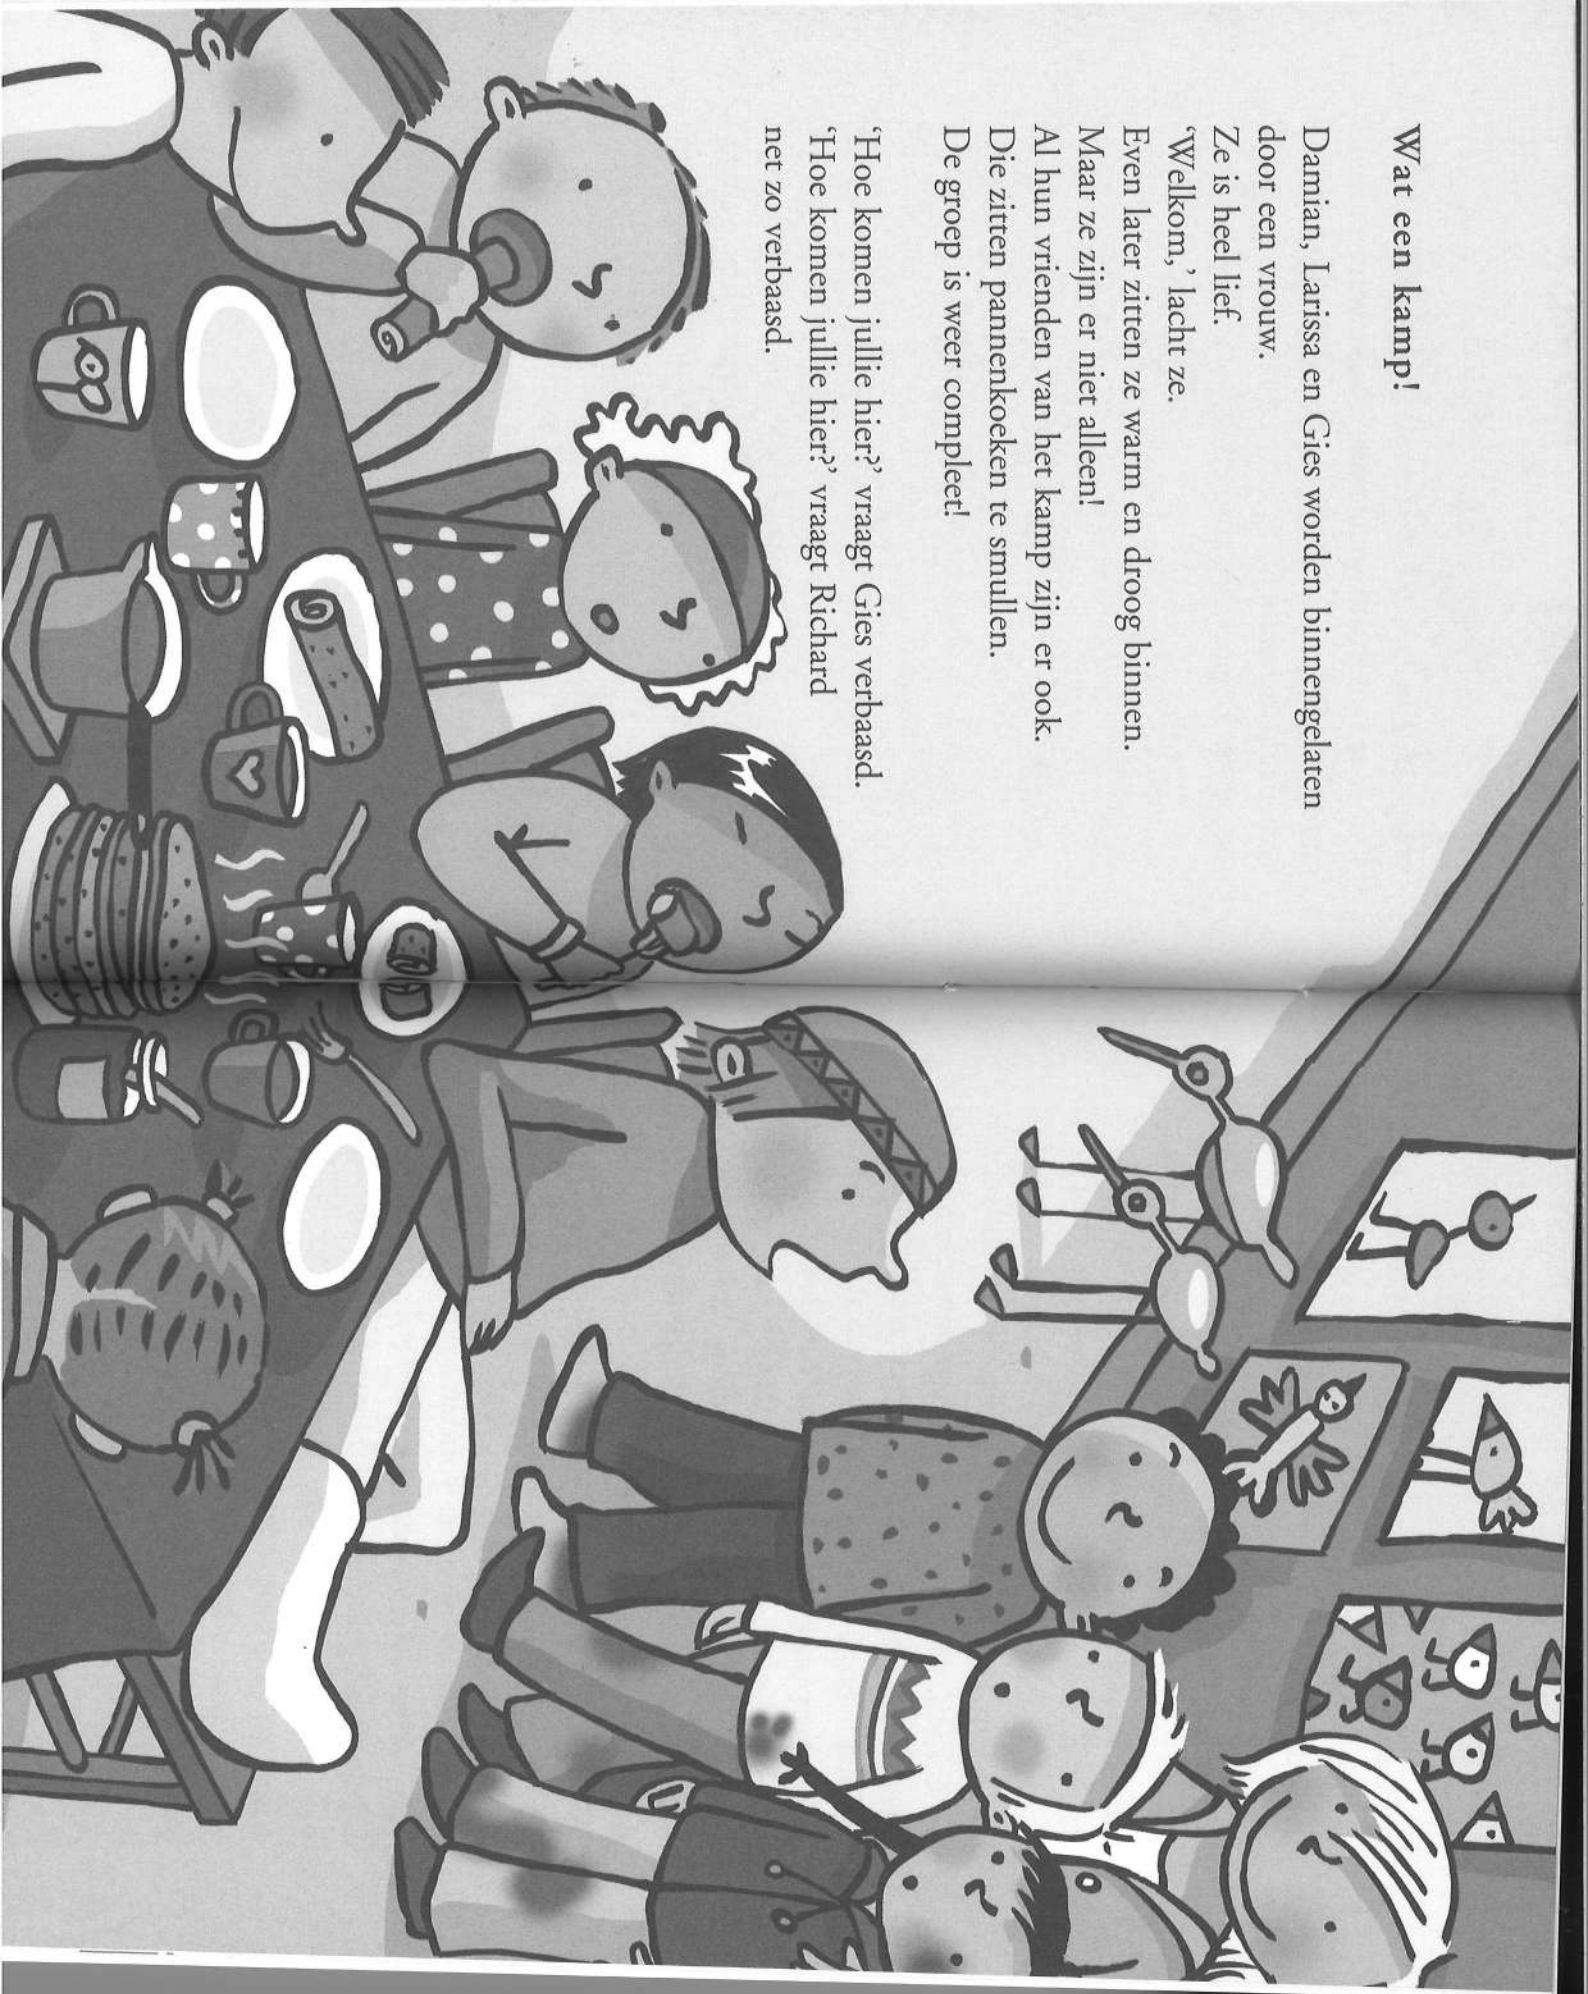 Wat een kamp!
Damian, Larissa en Gies worden binnengelaten
door een vrouw.
Ze is heel lief.
‘Welkom,’ lacht ze.
Even later zitten ze warm en droog binnen.
Maar ze zijn er niet alleen!
Al hun vrienden van het kamp zijn er ook.
Die zitten pannenkoeken te smullen.
De groep is weer compleet!
‘Hoe komen jullie hier?’ vraagt Gies verbaasd.
‘Hoe komen jullie hier?’ vraagt Richard
net zo verbaasd.